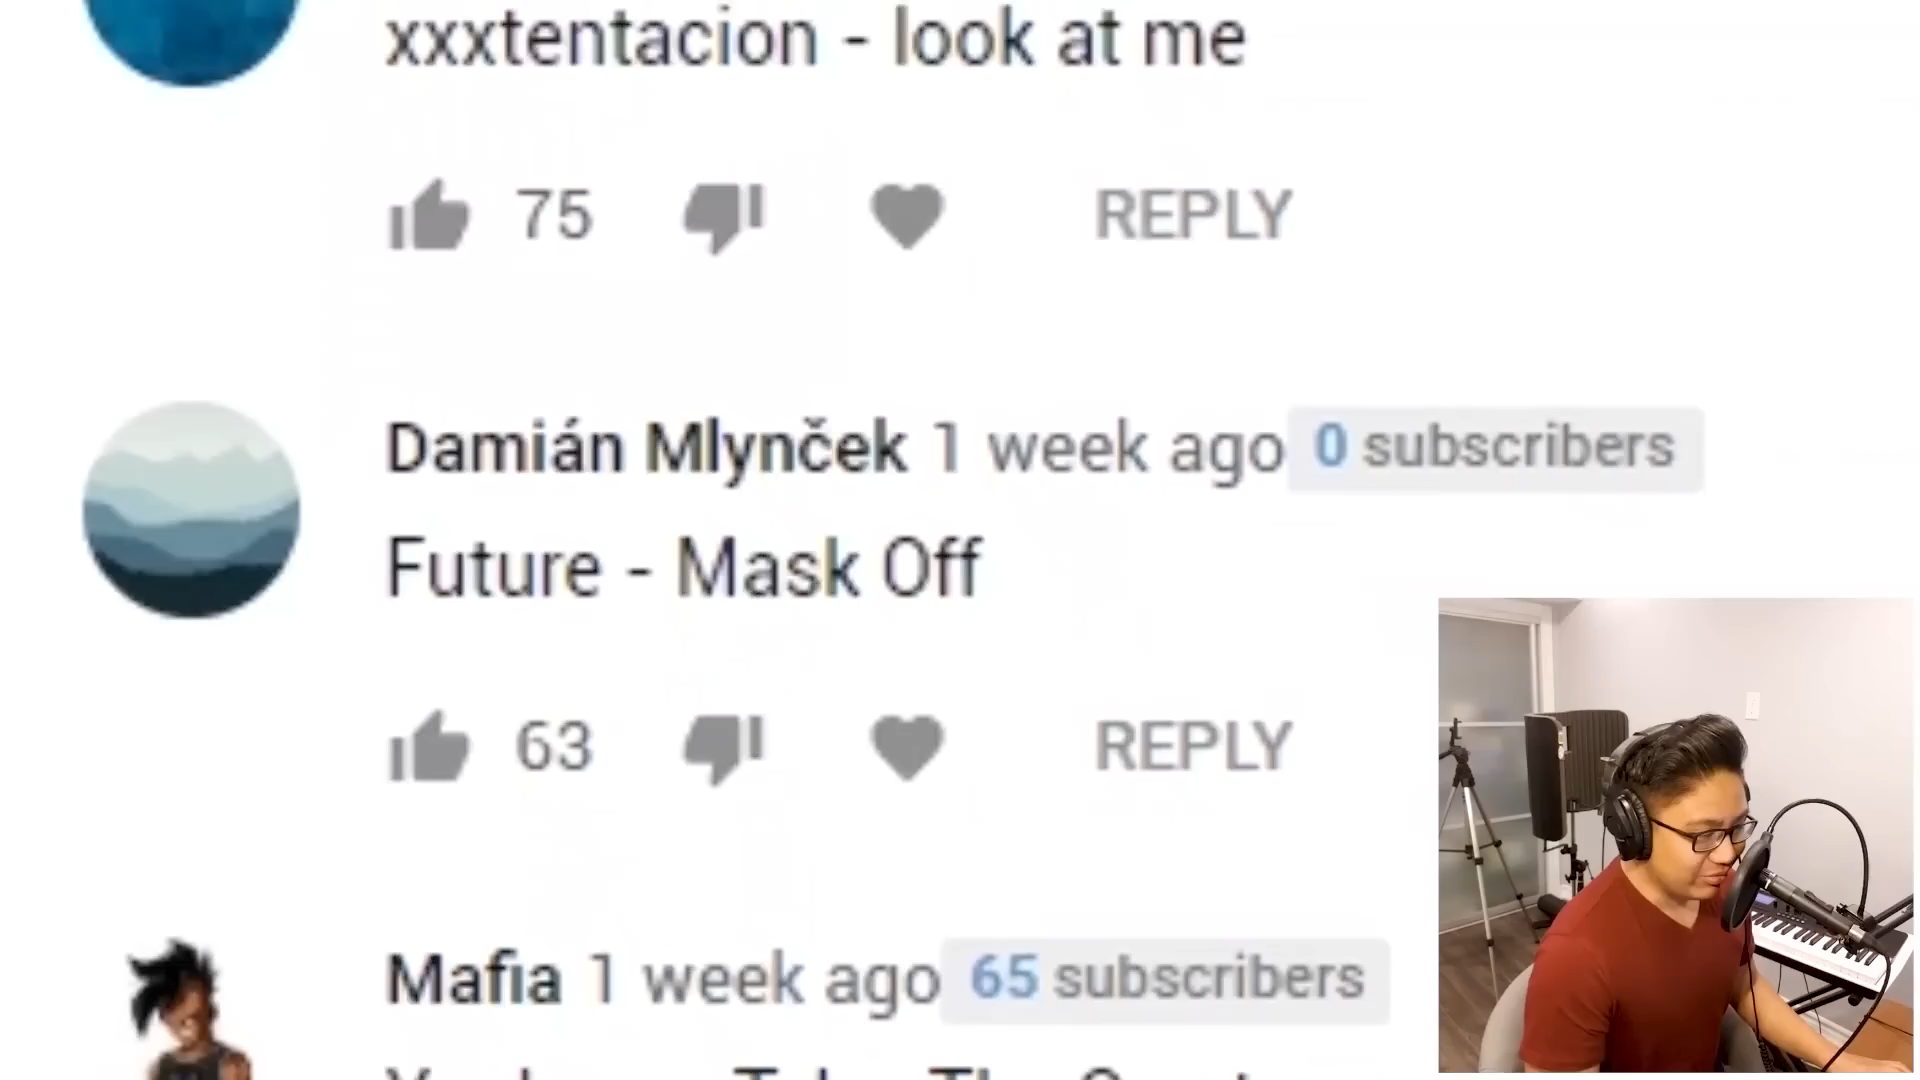 xxxtentacion - look at me
75 REPLY
Damián Mlynček 1 week ago 0 subscribers
Future - Mask Off
63 REPLY
Mafia 1 week ago 65 subscribers